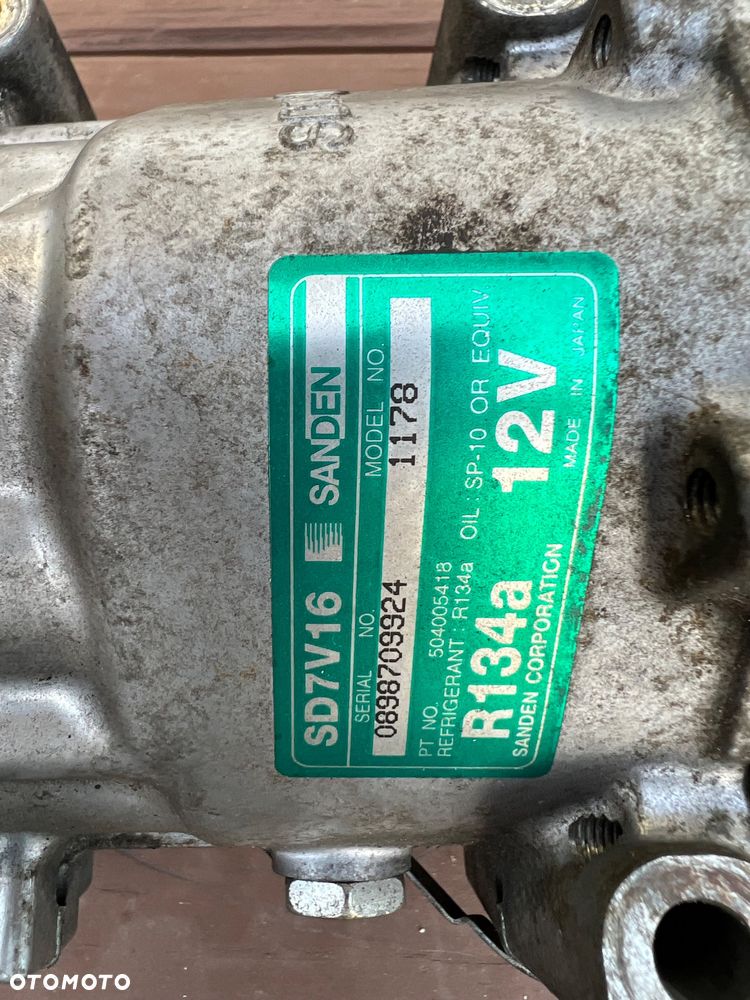 SD7V16 SANDEN
SERIAL NO. MODEL NO.
0898709924 1178
PT NO. 504005418
REFRIGERANT : R134a OIL : SP-10 OR EQUIV
R134a 12V
SANDEN CORPORATION MADE IN JAPAN
OTOMOTO